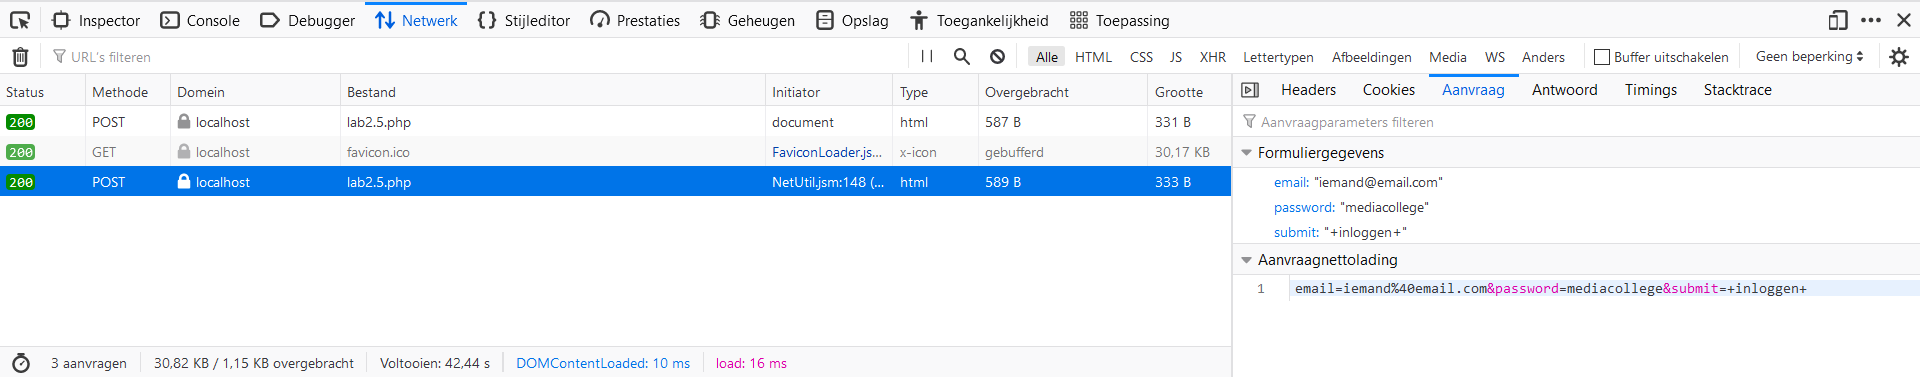 Inspector Console Debugger Netwerk Stijleditor Prestaties Geheugen Opslag Toegankelijkheid Toepassing
URL's filteren Alle HTML CSS JS XHR Lettertypen Afbeeldingen Media WS Anders Buffer uitschakelen Geen beperking
Status Methode Domein Bestand Initiator Type Overgebracht Grootte
200 POST localhost lab2.5.php document html 587 B 331 B
200 GET localhost favicon.ico FaviconLoader.js... x-icon gebufferd 30,17 KB
200 POST localhost lab2.5.php NetUtil.jsm:148 (... html 589 B 333 B
3 aanvragen 30,82 KB / 1,15 KB overgebracht Voltooien: 42,44 s DOMContentLoaded: 10 ms load: 16 ms
Headers Cookies Aanvraag Antwoord Timings Stacktrace
Aanvraagparameters filteren
Formuliergegevens
email: "iemand@email.com"
password: "mediacollege"
submit: "+inloggen+"
Aanvraagnettolading
1 email=iemand%40email.com&password=mediacollege&submit=+inloggen+